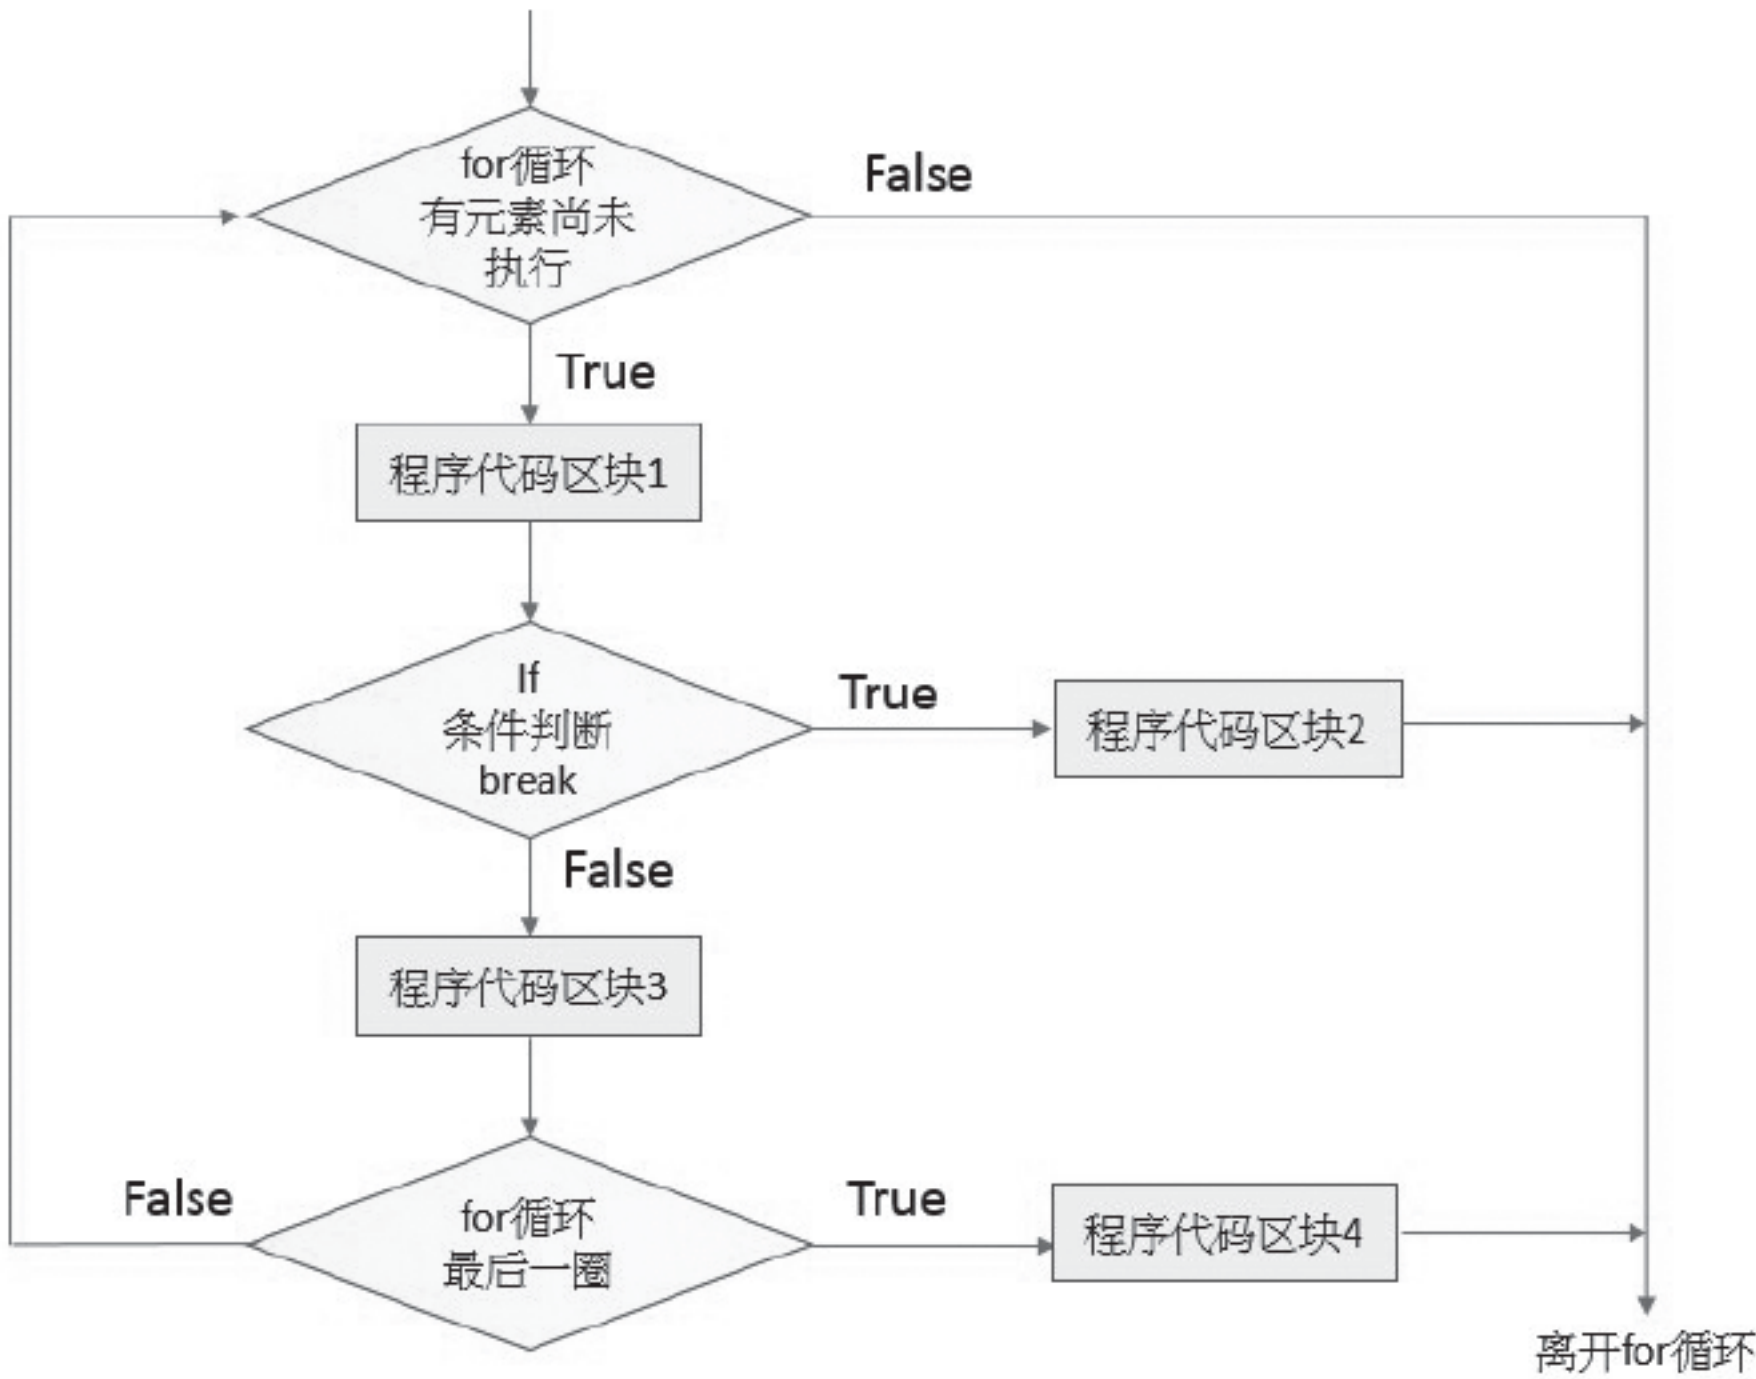 for循环
有元素尚未
执行
False
True
程序代码区块1
If
条件判断
break
True
程序代码区块2
False
程序代码区块3
False
for循环
最后一圈
True
程序代码区块4
离开for循环